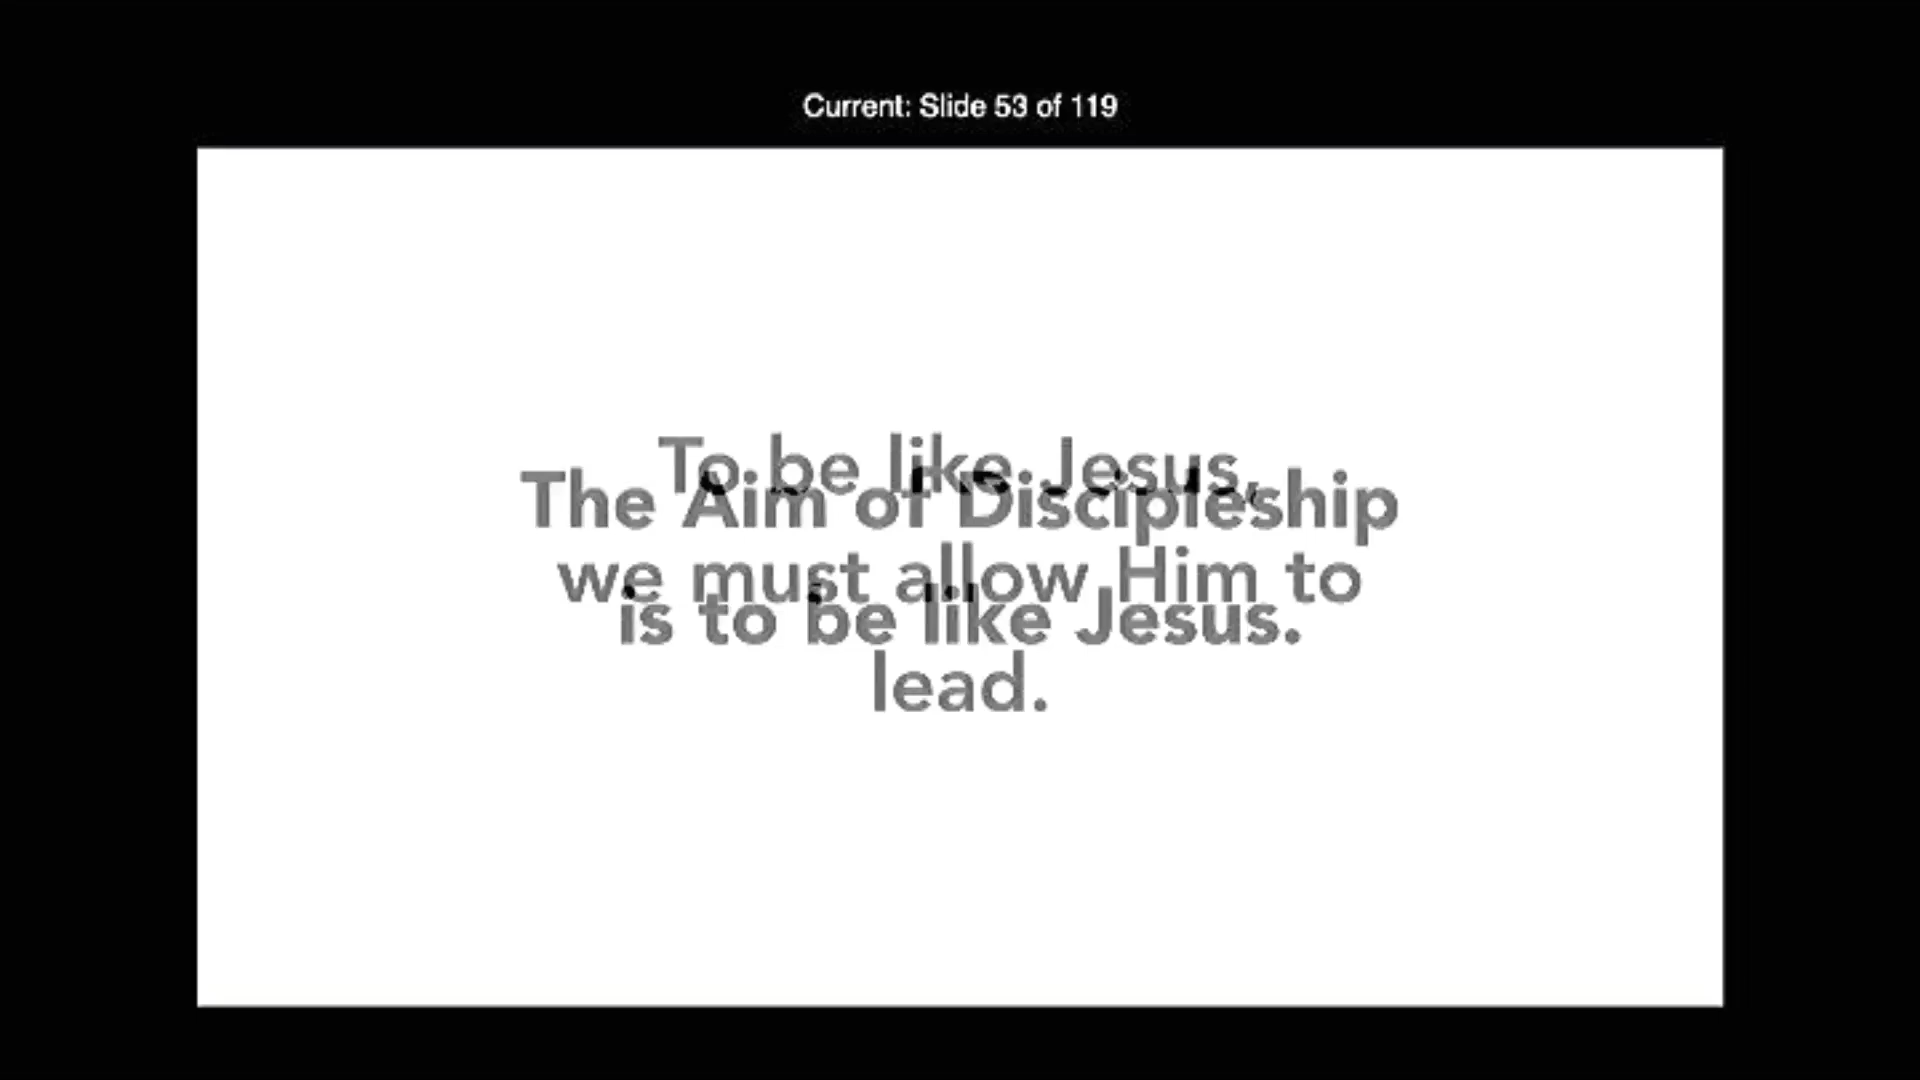 Current: Slide 53 of 119
To be like Jesus,
The Aim of Discipleship
we must allow Him to
is to be like Jesus.
lead.